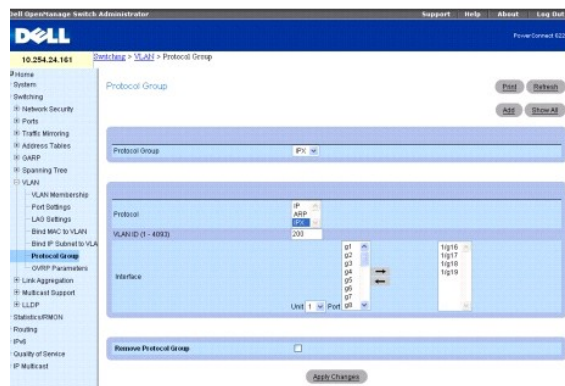 Dell OpenManage Switch Administrator
Support Help About Log Out
DELL
PowerConnect 622
10.254.24.161
Switching > VLAN > Protocol Group
Home
System
Switching
Network Security
Ports
Traffic Mirroring
Address Tables
GARP
Spanning Tree
VLAN
VLAN Membership
Port Settings
LAG Settings
Bind MAC to VLAN
Bind IP Subnet to VLA
Protocol Group
GVRP Parameters
Link Aggregation
Multicast Support
LLDP
Statistics/RMON
Routing
IPv6
Quality of Service
IP Multicast
Protocol Group
Print Refresh
Add Show All
Protocol Group IPX
Protocol
IP
ARP
IPX
VLAN ID (1 - 4093) 200
Interface
Unit 1 Port
g1
g2
g3
g4
g5
g6
g7
g8
1/g16
1/g17
1/g18
1/g19
Remove Protocol Group
Apply Changes